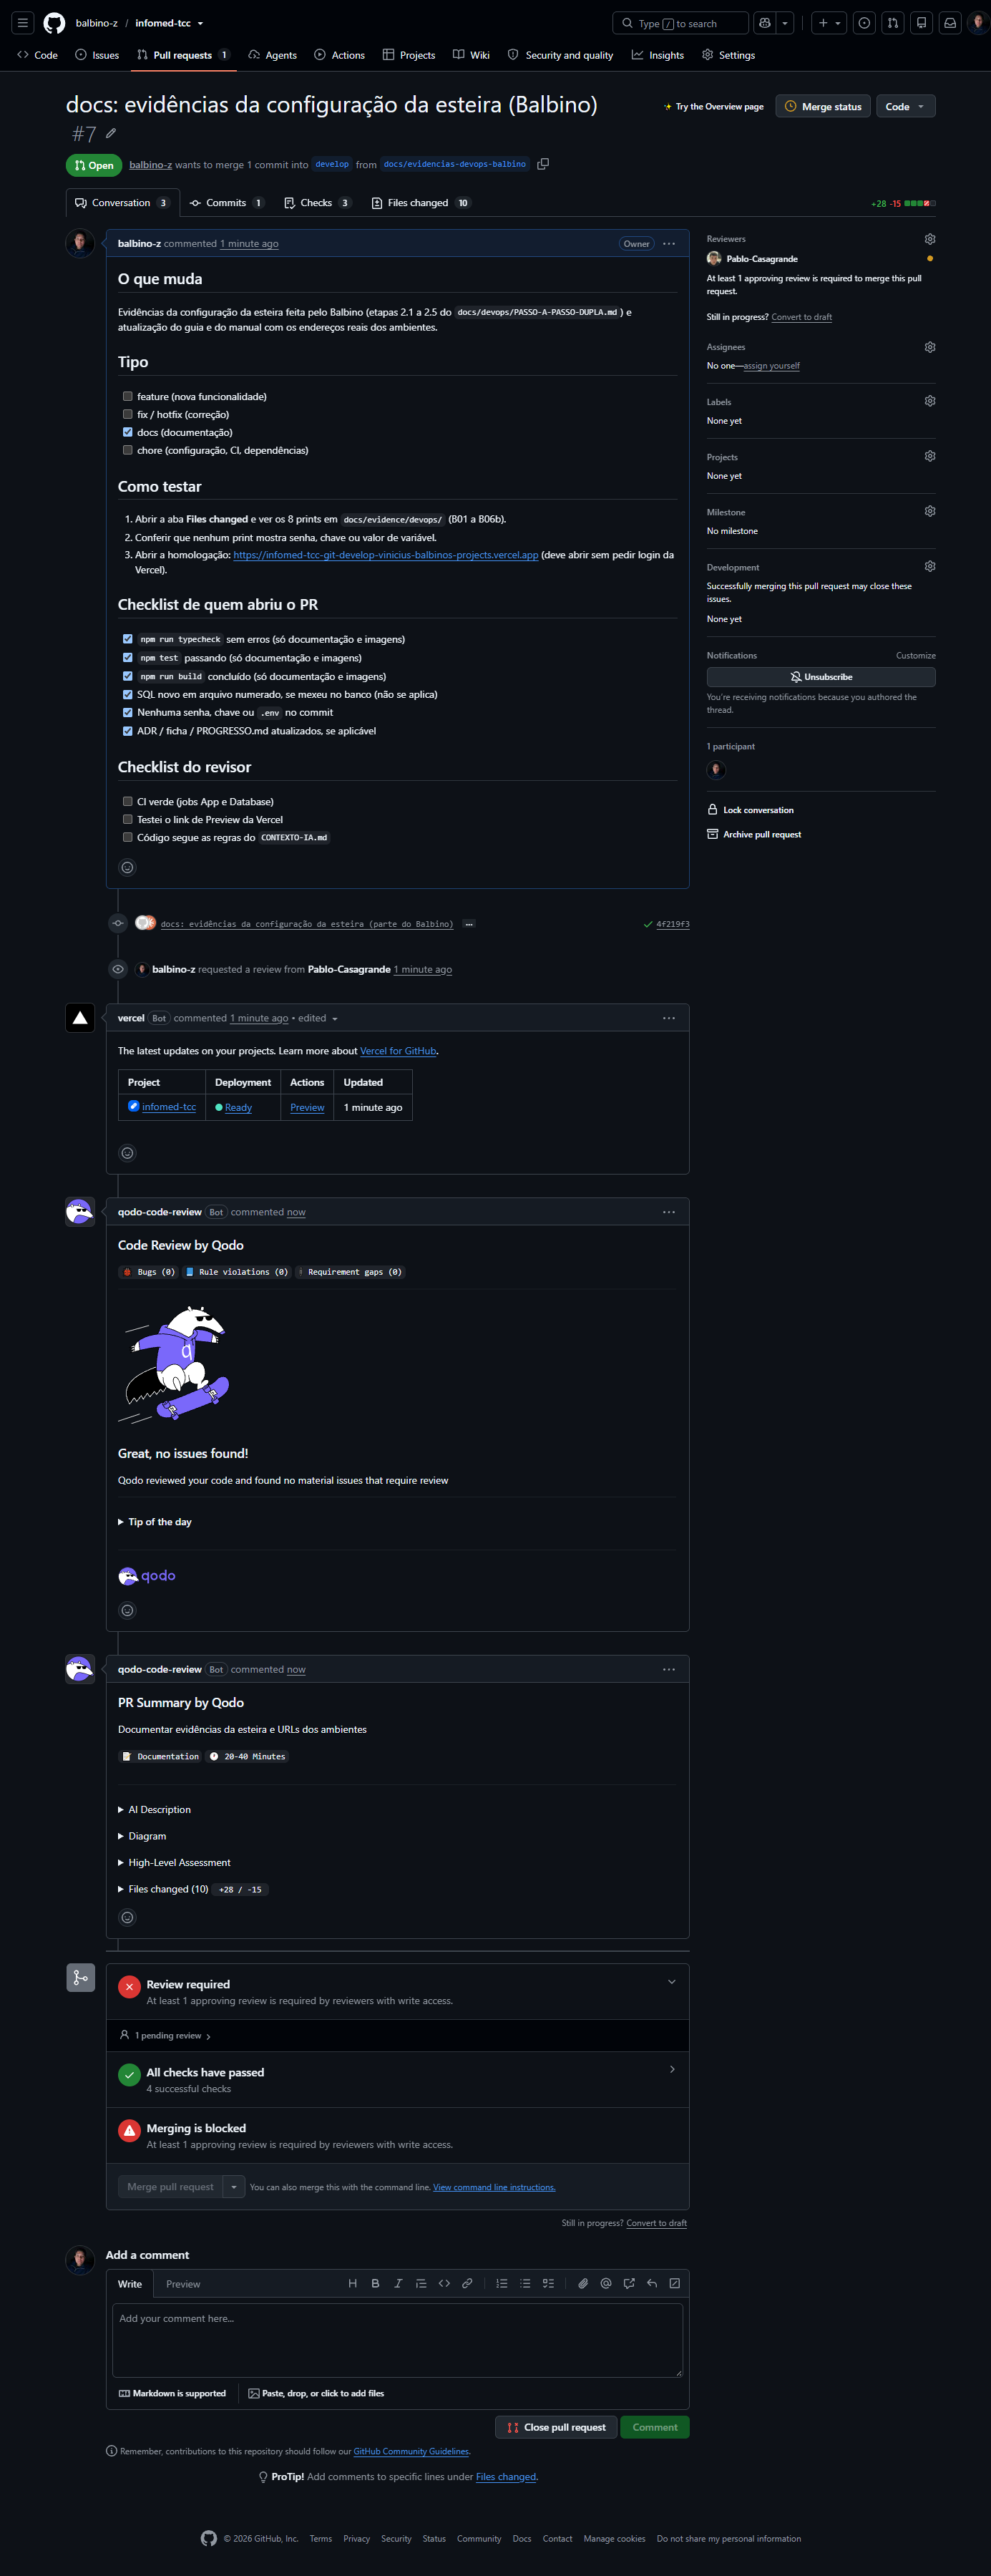 balbino-z / infomed-tcc
Type / to search
Code
Issues
Pull requests 1
Agents
Actions
Projects
Wiki
Security and quality
Insights
Settings
docs: evidências da configuração da esteira (Balbino)
#7
Try the Overview page
Merge status
Code
Open
balbino-z wants to merge 1 commit into develop from docs/evidencias-devops-balbino
Conversation 3
Commits 1
Checks 3
Files changed 10
+28 -15
balbino-z commented 1 minute ago
Owner
O que muda
Evidências da configuração da esteira feita pelo Balbino (etapas 2.1 a 2.5 do docs/devops/PASSO-A-PASSO-DUPLA.md ) e
atualização do guia e do manual com os endereços reais dos ambientes.
Tipo
feature (nova funcionalidade)
fix / hotfix (correção)
docs (documentação)
chore (configuração, CI, dependências)
Como testar
1. Abrir a aba Files changed e ver os 8 prints em docs/evidence/devops/ (B01 a B06b).
2. Conferir que nenhum print mostra senha, chave ou valor de variável.
3. Abrir a homologação: https://infomed-tcc-git-develop-vinicius-balbinos-projects.vercel.app (deve abrir sem pedir login da
Vercel).
Checklist de quem abriu o PR
npm run typecheck sem erros (só documentação e imagens)
npm test passando (só documentação e imagens)
npm run build concluído (só documentação e imagens)
SQL novo em arquivo numerado, se mexeu no banco (não se aplica)
Nenhuma senha, chave ou .env no commit
ADR / ficha / PROGRESSO.md atualizados, se aplicável
Checklist do revisor
CI verde (jobs App e Database)
Testei o link de Preview da Vercel
Código segue as regras do CONTEXTO-IA.md
docs: evidências da configuração da esteira (parte do Balbino) ...
4f219f3
balbino-z requested a review from Pablo-Casagrande 1 minute ago
vercel Bot commented 1 minute ago • edited
The latest updates on your projects. Learn more about Vercel for GitHub.
Project Deployment Actions Updated
infomed-tcc Ready Preview 1 minute ago
qodo-code-review Bot commented now
Code Review by Qodo
Bugs (0) Rule violations (0) Requirement gaps (0)
q
Great, no issues found!
Qodo reviewed your code and found no material issues that require review
Tip of the day
qodo
qodo-code-review Bot commented now
PR Summary by Qodo
Documentar evidências da esteira e URLs dos ambientes
Documentation 20-40 Minutes
AI Description
Diagram
High-Level Assessment
Files changed (10) +28 / -15
Review required
At least 1 approving review is required by reviewers with write access.
1 pending review
All checks have passed
4 successful checks
Merging is blocked
At least 1 approving review is required by reviewers with write access.
Merge pull request
You can also merge this with the command line. View command line instructions.
Still in progress? Convert to draft
Add a comment
Write
Preview
Add your comment here...
Markdown is supported
Paste, drop, or click to add files
Close pull request
Comment
Remember, contributions to this repository should follow our GitHub Community Guidelines.
ProTip! Add comments to specific lines under Files changed.
Reviewers
Pablo-Casagrande
At least 1 approving review is required to merge this pull
request.
Still in progress? Convert to draft
Assignees
No one—assign yourself
Labels
None yet
Projects
None yet
Milestone
No milestone
Development
Successfully merging this pull request may close these
issues.
None yet
Notifications
Customize
Unsubscribe
You're receiving notifications because you authored the
thread.
1 participant
Lock conversation
Archive pull request
© 2026 GitHub, Inc. Terms Privacy Security Status Community Docs Contact Manage cookies Do not share my personal information